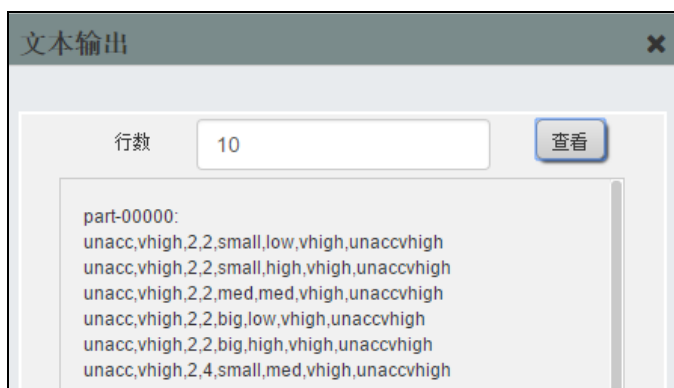 文本输出
行数 10 查看
part-00000:
unacc,vhigh,2,2,small,low,vhigh,unaccvhigh
unacc,vhigh,2,2,small,high,vhigh,unaccvhigh
unacc,vhigh,2,2,med,med,vhigh,unaccvhigh
unacc,vhigh,2,2,big,low,vhigh,unaccvhigh
unacc,vhigh,2,2,big,high,vhigh,unaccvhigh
unacc,vhigh,2,4,small,med,vhigh,unaccvhigh